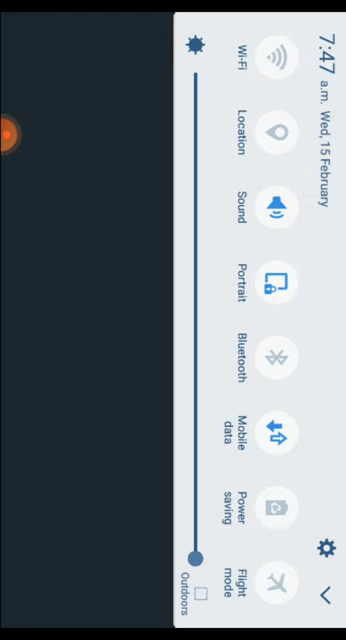 7:47 a.m. Wed, 15 February
Wi-Fi
Location
Sound
Portrait
Bluetooth
Mobile
data
Power
saving
Flight
mode
Outdoors